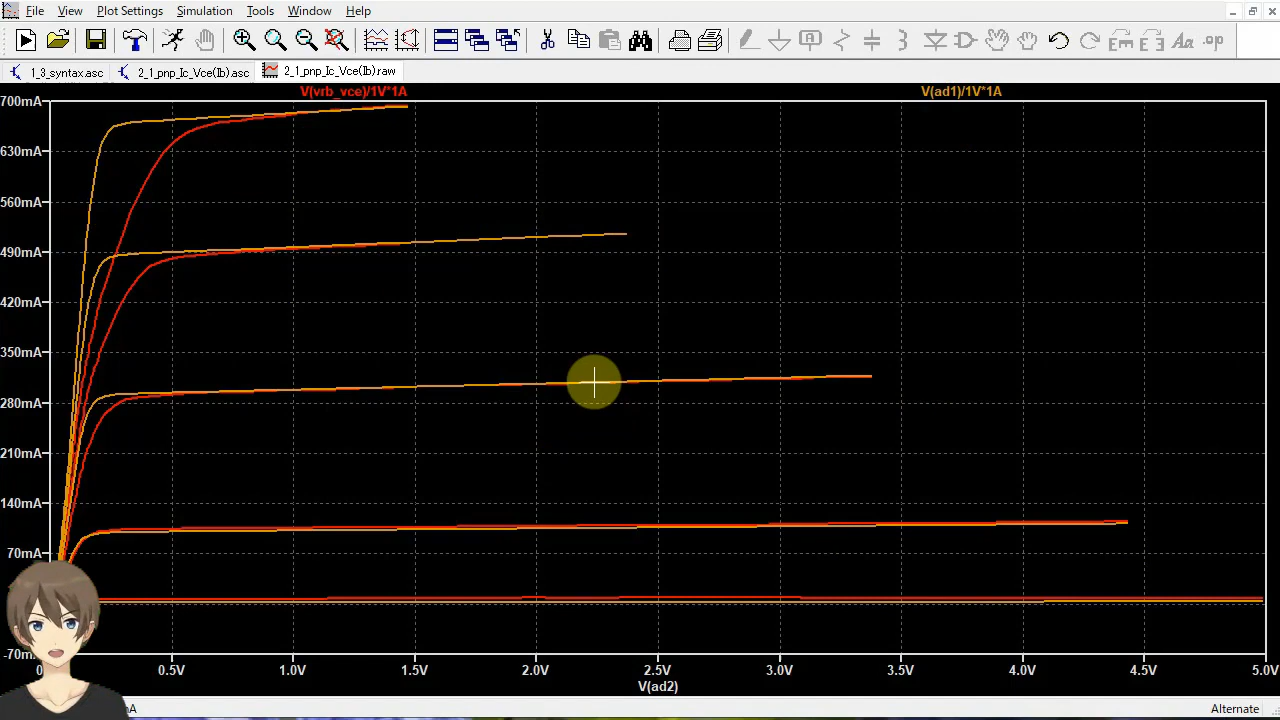 File View Plot Settings Simulation Tools Window Help
1_3_syntax.asc 2_1_pnp_Ic_Vce(Ib).asc 2_1_pnp_Ic_Vce(Ib).raw
V(vrb_vce)/1V*1A V(ad1)/1V*1A
700mA
630mA
560mA
490mA
420mA
350mA
280mA
210mA
140mA
70mA
-70m
0 0.5V 1.0V 1.5V 2.0V 2.5V 3.0V 3.5V 4.0V 4.5V 5.0V
V(ad2)
Alternate